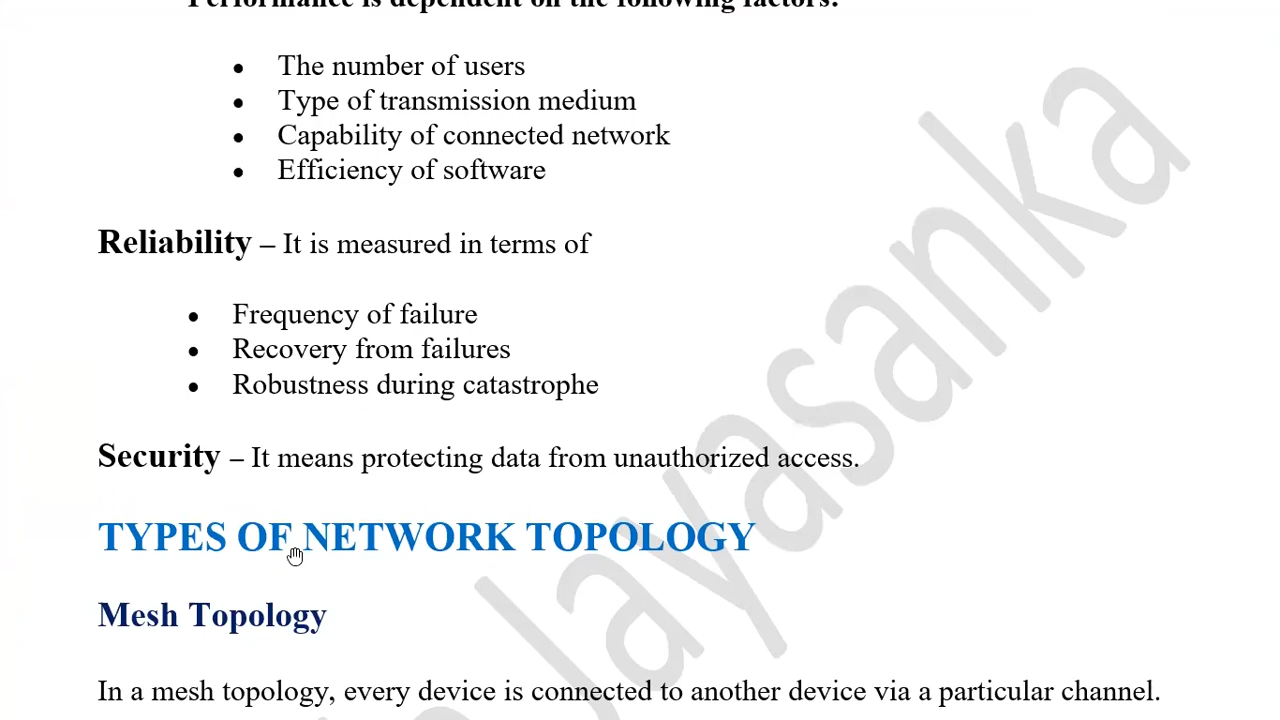 Performance is dependent on the following factors:
• The number of users
• Type of transmission medium
• Capability of connected network
• Efficiency of software
Reliability – It is measured in terms of
• Frequency of failure
• Recovery from failures
• Robustness during catastrophe
Security – It means protecting data from unauthorized access.
TYPES OF NETWORK TOPOLOGY
Mesh Topology
In a mesh topology, every device is connected to another device via a particular channel.
Jayasanka